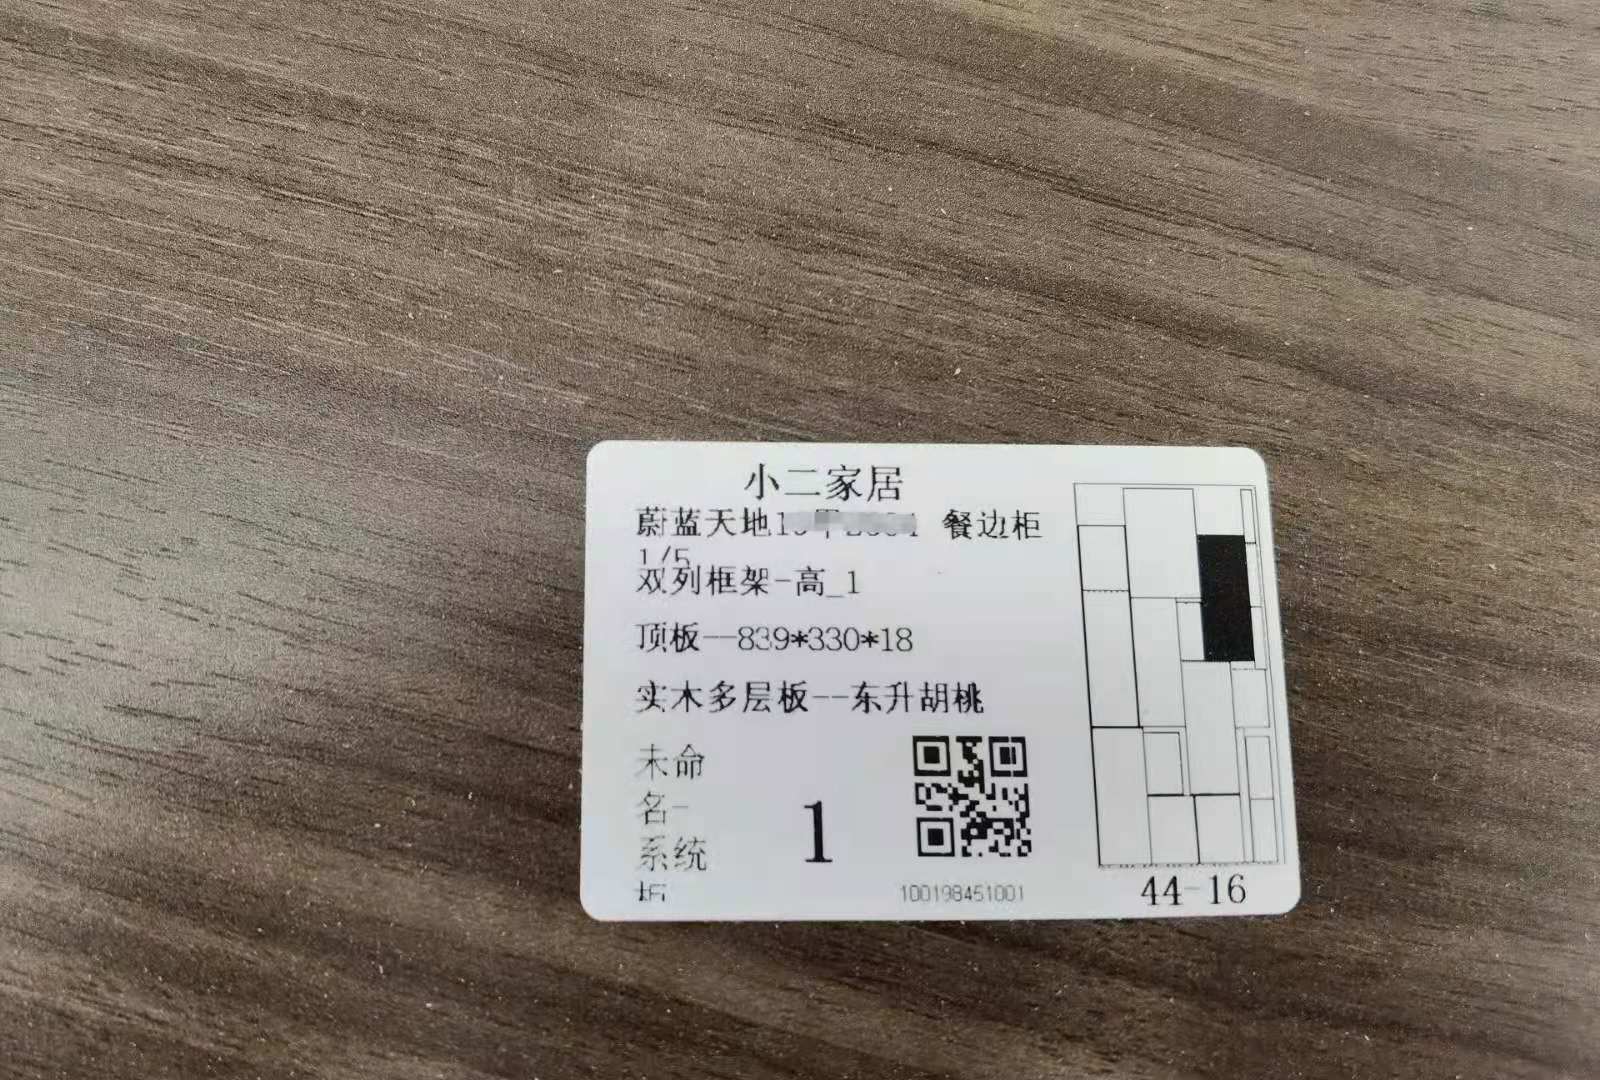 小二家居
蔚蓝天地 餐边柜
1/5
双列框架-高_1
顶板--839*330*18
实木多层板--东升胡桃
未命
名-
系统
1
100198451001
44-16